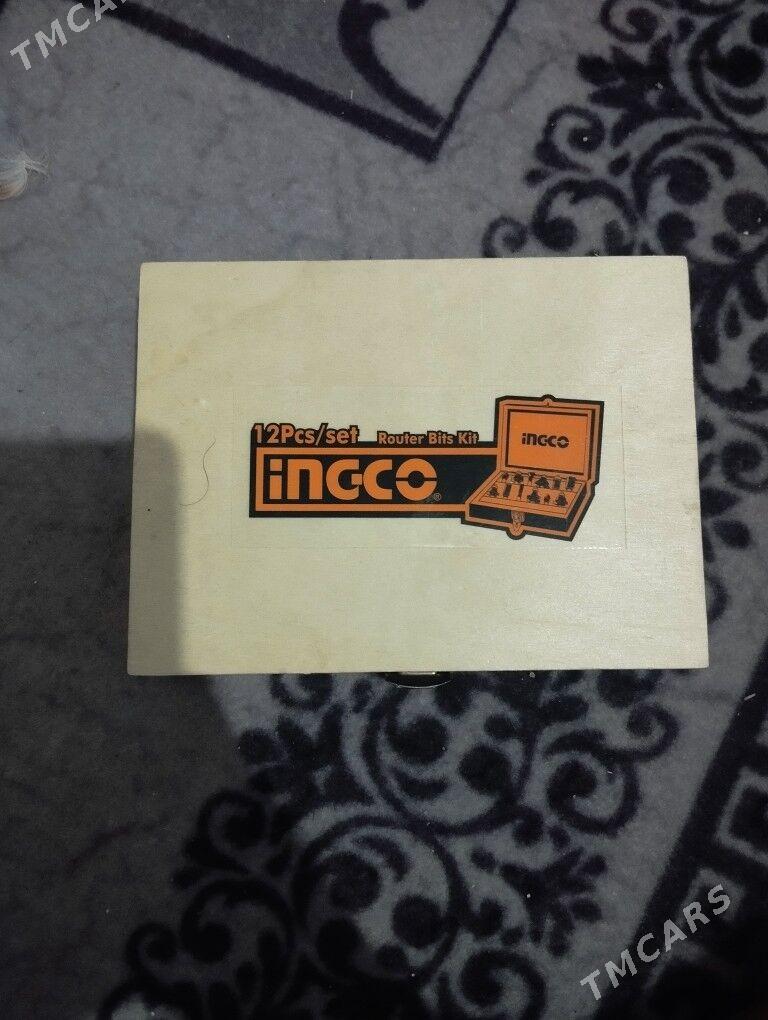 TMCARS
12Pcs/set Router Bits Kit
iNGCO
INGCO®
TMCARS